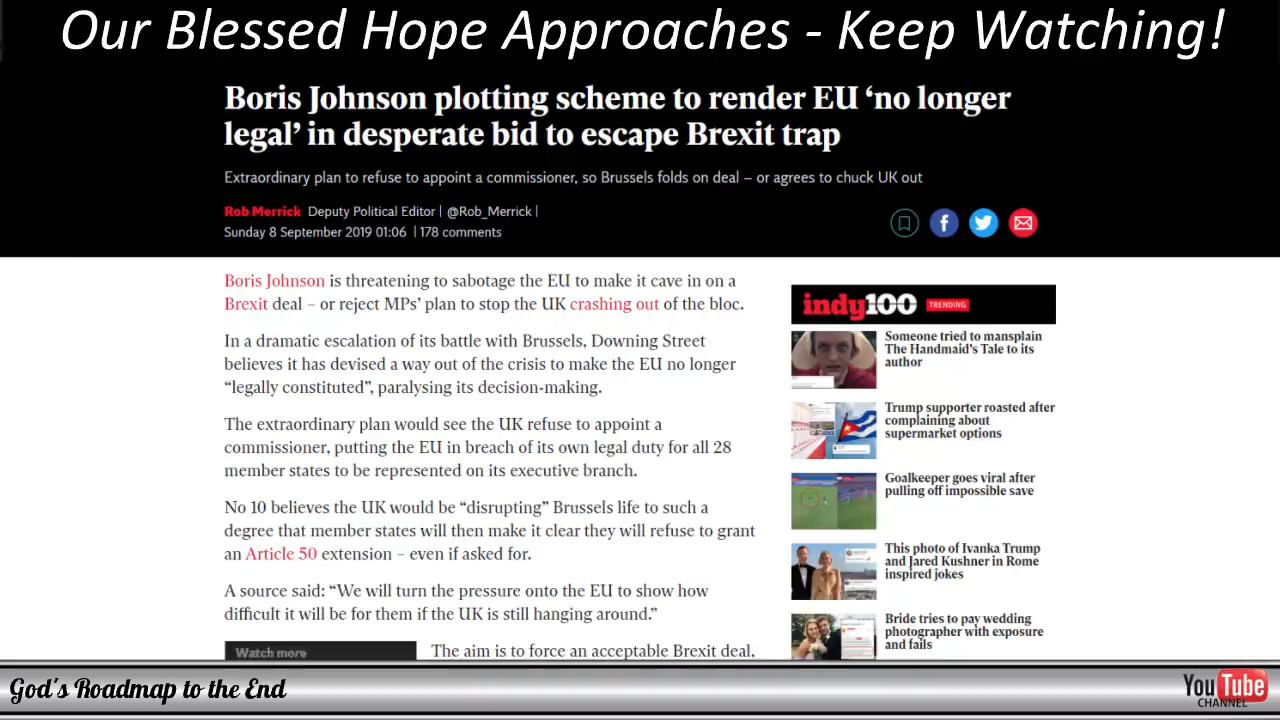 Our Blessed Hope Approaches - Keep Watching!
Boris Johnson plotting scheme to render EU ‘no longer
legal’ in desperate bid to escape Brexit trap
Extraordinary plan to refuse to appoint a commissioner, so Brussels folds on deal – or agrees to chuck UK out
Rob Merrick Deputy Political Editor | @Rob_Merrick |
Sunday 8 September 2019 01:06 | 178 comments
Boris Johnson is threatening to sabotage the EU to make it cave in on a
Brexit deal – or reject MPs’ plan to stop the UK crashing out of the bloc.
In a dramatic escalation of its battle with Brussels, Downing Street
believes it has devised a way out of the crisis to make the EU no longer
“legally constituted”, paralysing its decision-making.
The extraordinary plan would see the UK refuse to appoint a
commissioner, putting the EU in breach of its own legal duty for all 28
member states to be represented on its executive branch.
No 10 believes the UK would be “disrupting” Brussels life to such a
degree that member states will then make it clear they will refuse to grant
an Article 50 extension – even if asked for.
A source said: “We will turn the pressure onto the EU to show how
difficult it will be for them if the UK is still hanging around.”
Watch more
The aim is to force an acceptable Brexit deal,
indy100 TRENDING
Someone tried to mansplain
The Handmaid's Tale to its
author
Trump supporter roasted after
complaining about
supermarket options
Goalkeeper goes viral after
pulling off impossible save
This photo of Ivanka Trump
and Jared Kushner in Rome
inspired jokes
Bride tries to pay wedding
photographer with exposure
and fails
God's Roadmap to the End
YouTube
CHANNEL